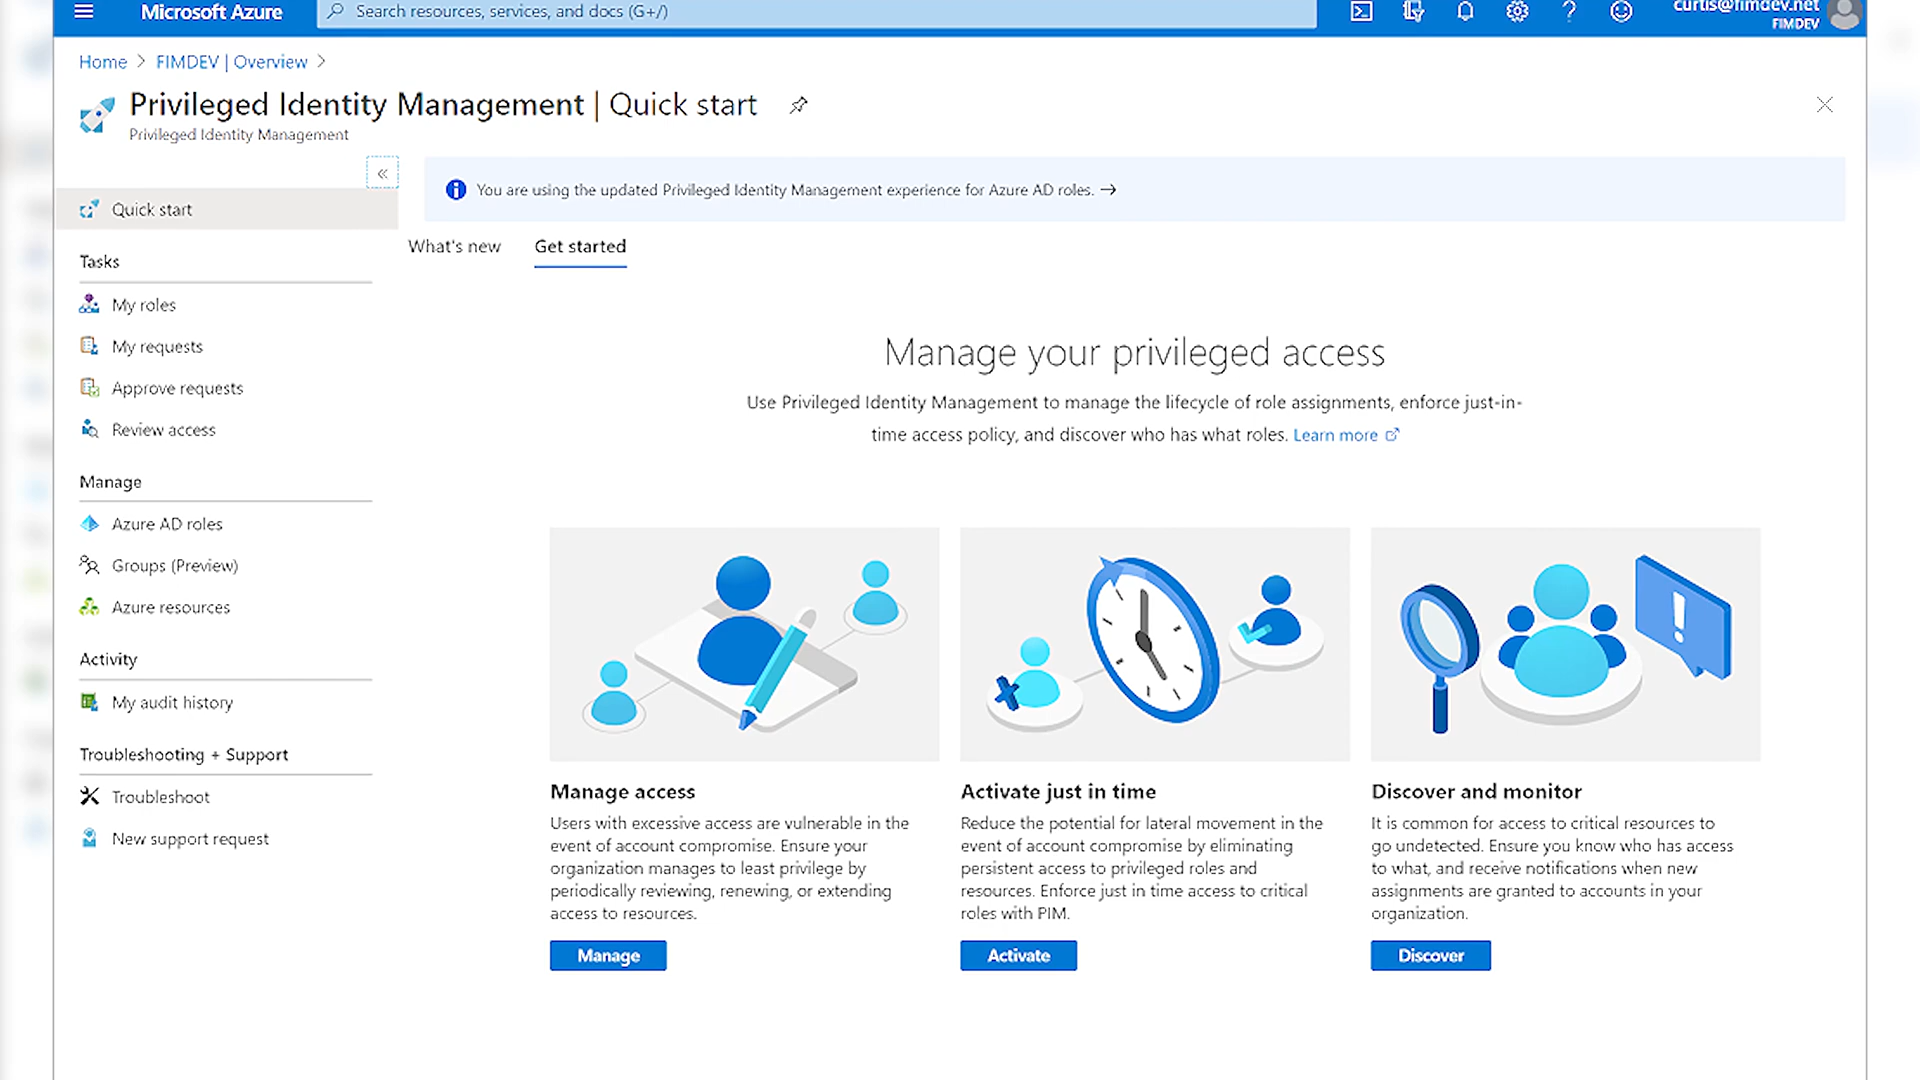 Microsoft Azure
Search resources, services, and docs (G+/)
curtis@fimdev.net
FIMDEV
Home > FIMDEV | Overview >
Privileged Identity Management | Quick start
Privileged Identity Management
«
You are using the updated Privileged Identity Management experience for Azure AD roles. →
Quick start
Tasks
My roles
My requests
Approve requests
Review access
Manage
Azure AD roles
Groups (Preview)
Azure resources
Activity
My audit history
Troubleshooting + Support
Troubleshoot
New support request
What's new
Get started
Manage your privileged access
Use Privileged Identity Management to manage the lifecycle of role assignments, enforce just-in-
time access policy, and discover who has what roles. Learn more
Manage access
Users with excessive access are vulnerable in the
event of account compromise. Ensure your
organization manages to least privilege by
periodically reviewing, renewing, or extending
access to resources.
Manage
Activate just in time
Reduce the potential for lateral movement in the
event of account compromise by eliminating
persistent access to privileged roles and
resources. Enforce just in time access to critical
roles with PIM.
Activate
Discover and monitor
It is common for access to critical resources to
go undetected. Ensure you know who has access
to what, and receive notifications when new
assignments are granted to accounts in your
organization.
Discover